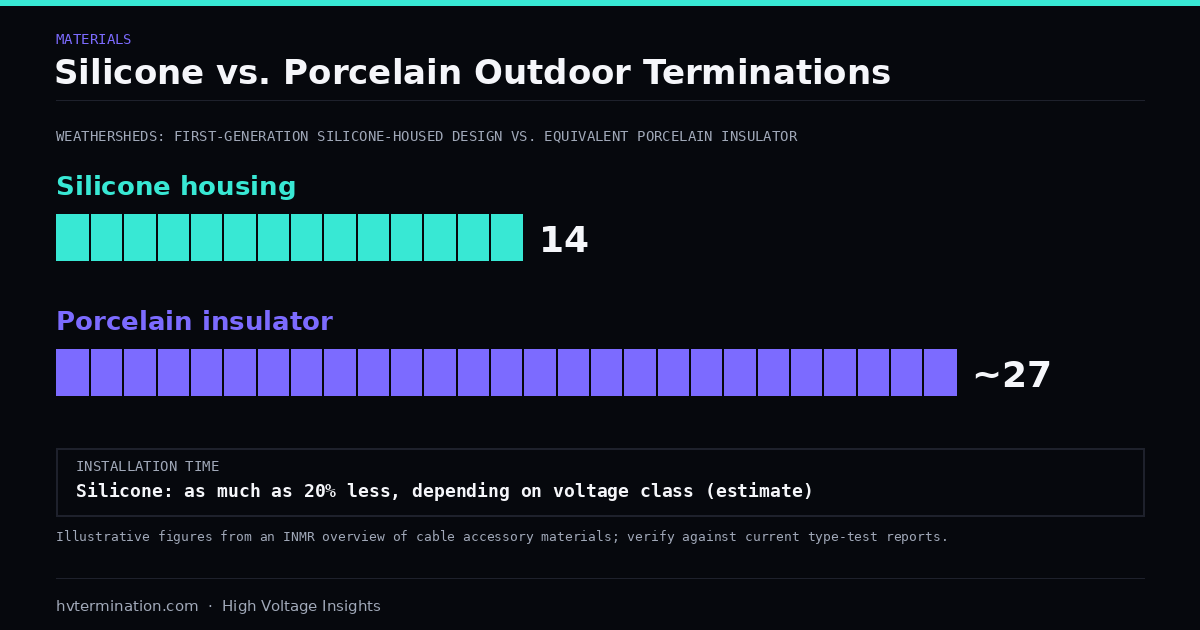 MATERIALS
Silicone vs. Porcelain Outdoor Terminations
WEATHERSHEDS: FIRST-GENERATION SILICONE-HOUSED DESIGN VS. EQUIVALENT PORCELAIN INSULATOR
Silicone housing
14
Porcelain insulator
~27
INSTALLATION TIME
Silicone: as much as 20% less, depending on voltage class (estimate)
Illustrative figures from an INMR overview of cable accessory materials; verify against current type-test reports.
hvtermination.com · High Voltage Insights